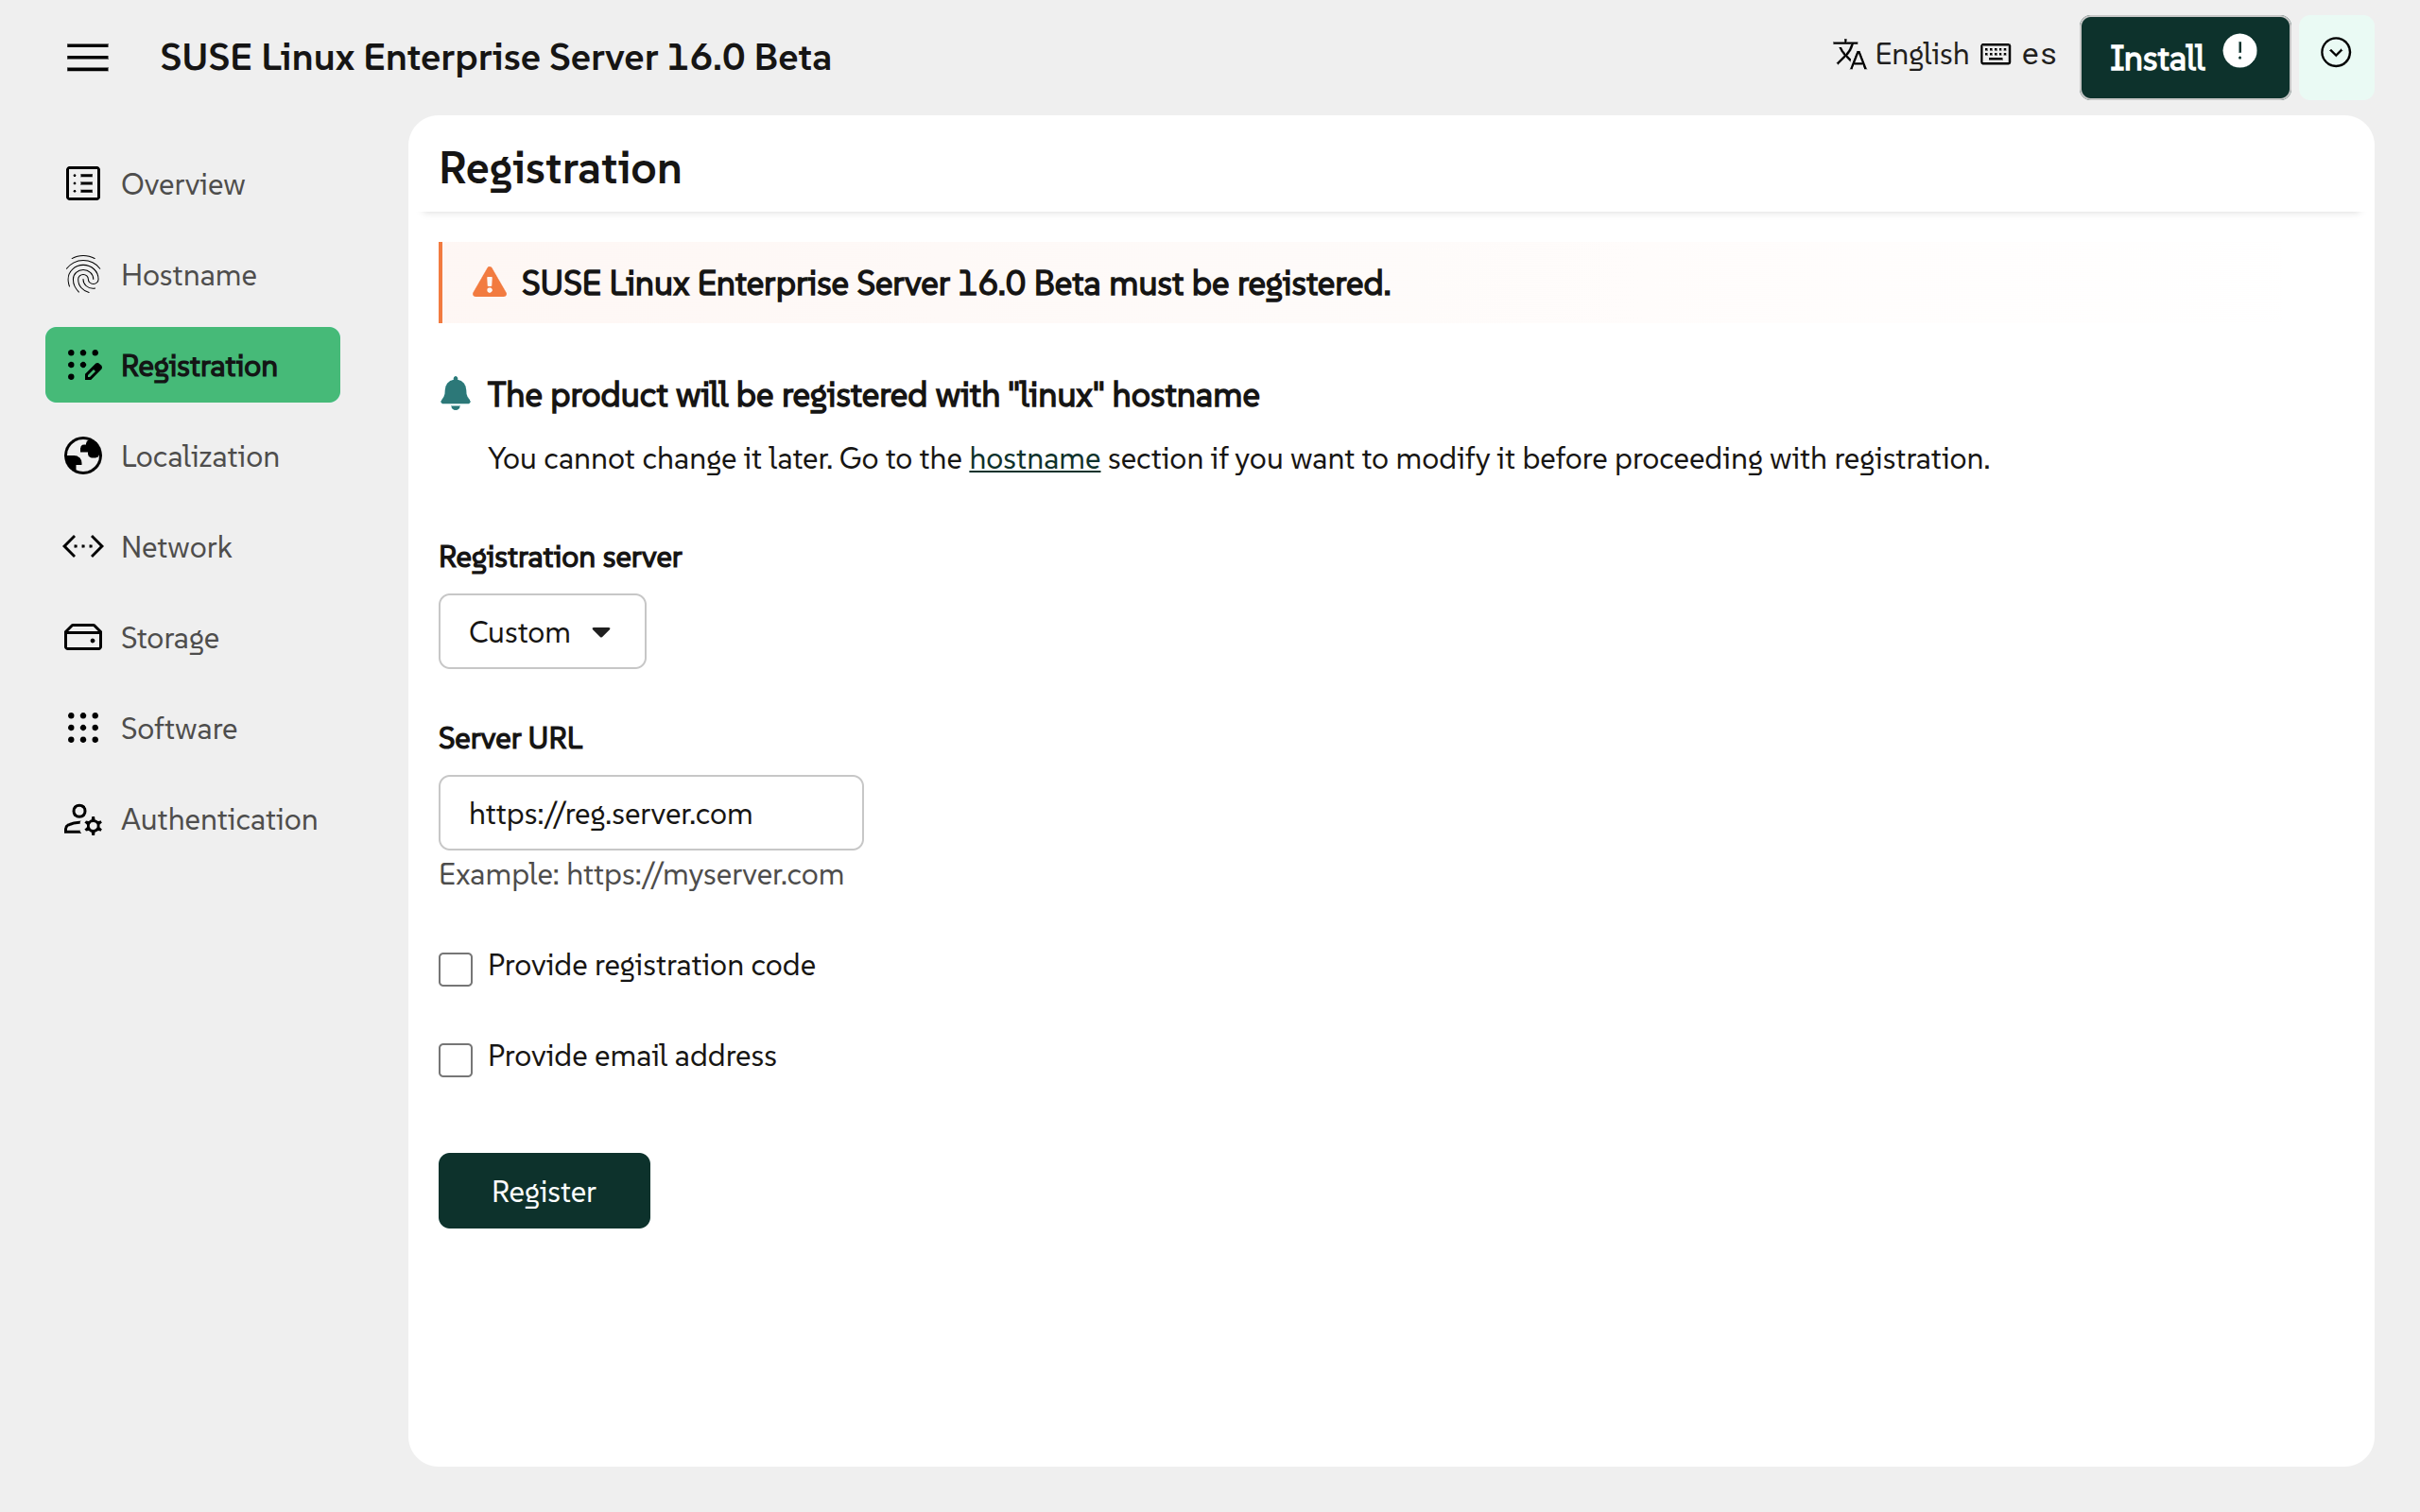 SUSE Linux Enterprise Server 16.0 Beta
English es
Install
Overview
Hostname
Registration
Localization
Network
Storage
Software
Authentication
Registration
SUSE Linux Enterprise Server 16.0 Beta must be registered.
The product will be registered with "linux" hostname
You cannot change it later. Go to the hostname section if you want to modify it before proceeding with registration.
Registration server
Custom
Server URL
https://reg.server.com
Example: https://myserver.com
Provide registration code
Provide email address
Register